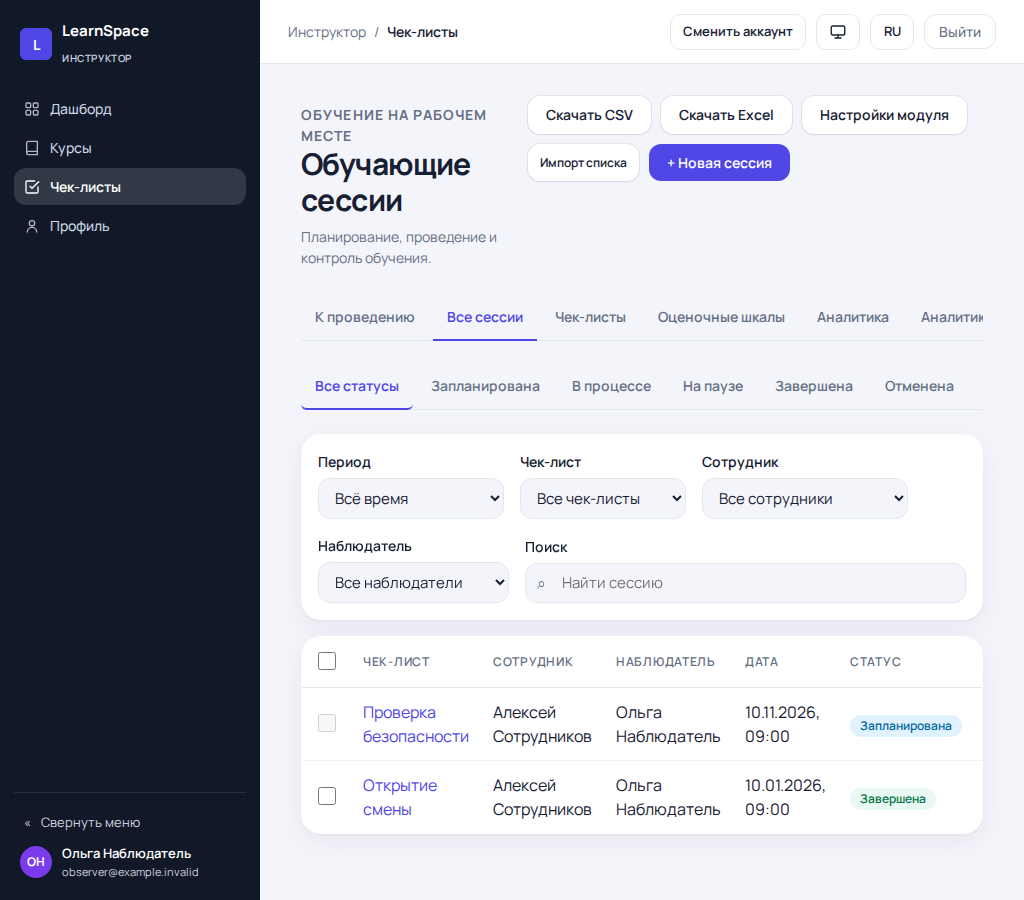 L
LearnSpace
ИНСТРУКТОР
Дашборд
Курсы
Чек-листы
Профиль
« Свернуть меню
ОН
Ольга Наблюдатель
observer@example.invalid
Инструктор / Чек-листы
Сменить аккаунт
RU
Выйти
ОБУЧЕНИЕ НА РАБОЧЕМ
МЕСТЕ
Обучающие
сессии
Планирование, проведение и
контроль обучения.
Скачать CSV
Скачать Excel
Настройки модуля
Импорт списка
+ Новая сессия
К проведению
Все сессии
Чек-листы
Оценочные шкалы
Аналитика
Аналитик
Все статусы
Запланирована
В процессе
На паузе
Завершена
Отменена
Период
Чек-лист
Сотрудник
Всё время
Все чек-листы
Все сотрудники
Наблюдатель
Поиск
Все наблюдатели
Найти сессию
ЧЕК-ЛИСТ
СОТРУДНИК
НАБЛЮДАТЕЛЬ
ДАТА
СТАТУС
Проверка
безопасности
Алексей
Сотрудников
Ольга
Наблюдатель
10.11.2026,
09:00
Запланирована
Открытие
смены
Алексей
Сотрудников
Ольга
Наблюдатель
10.01.2026,
09:00
Завершена